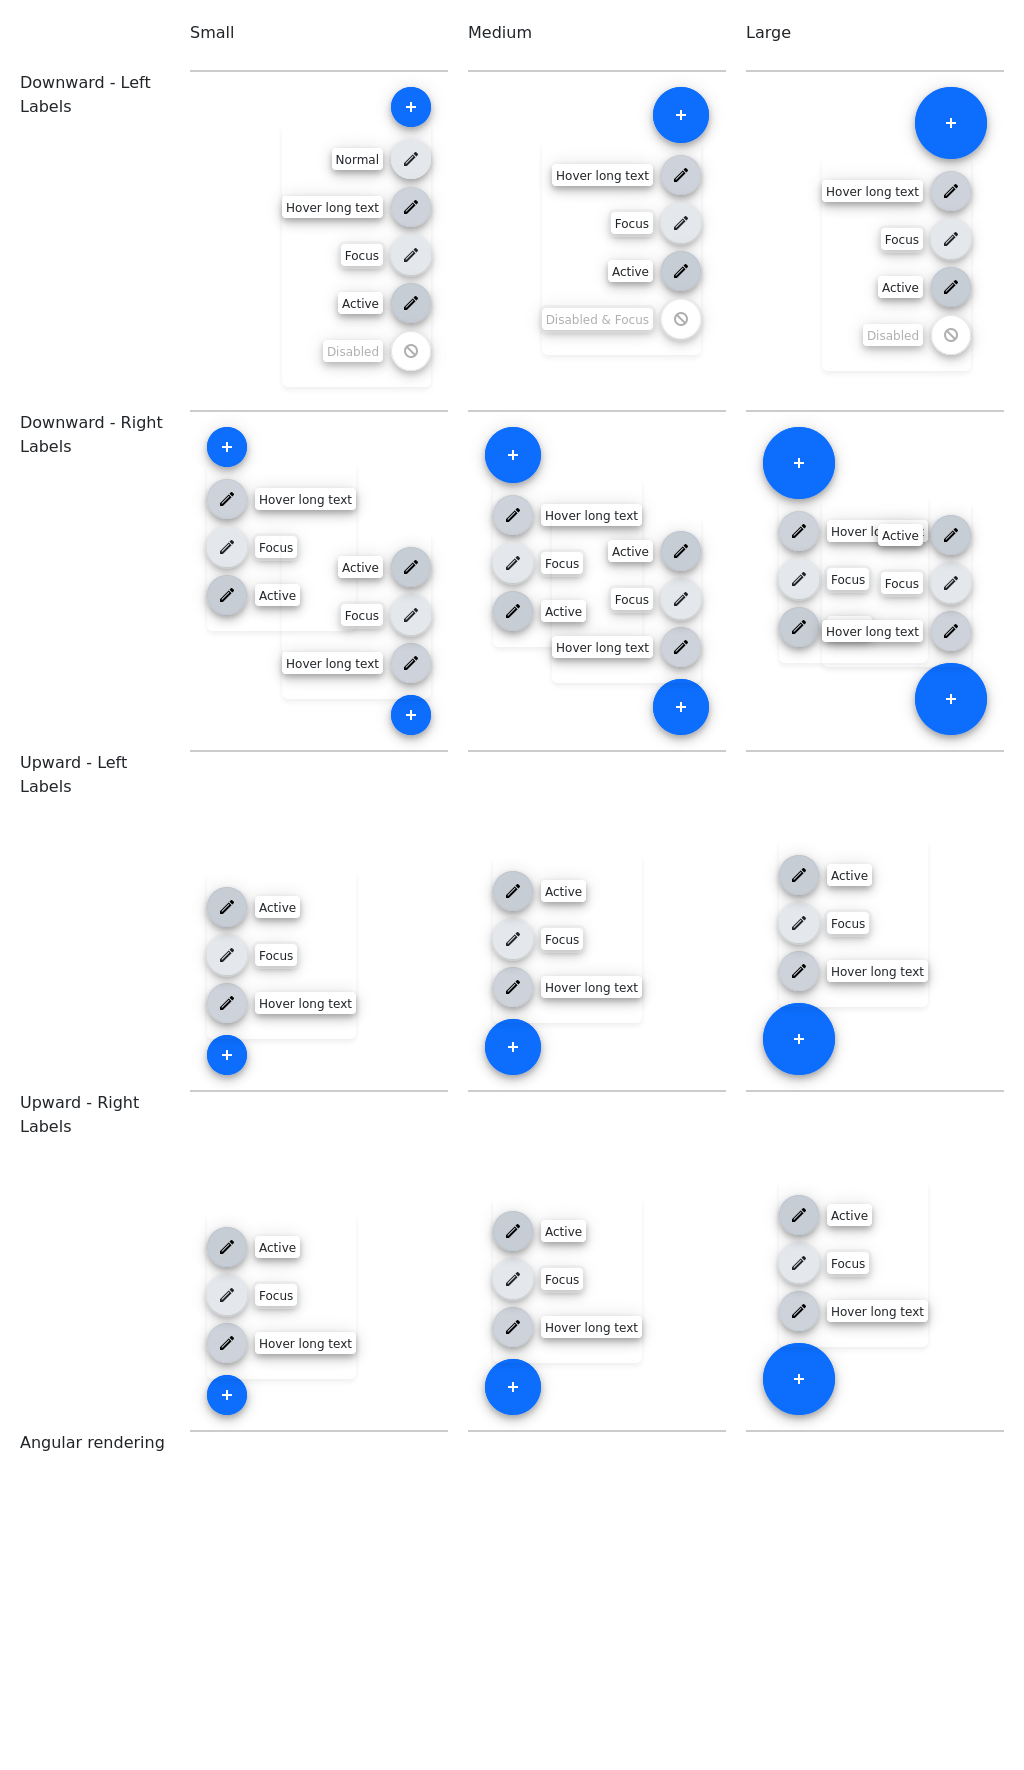 Small
Medium
Large
Downward - Left
Labels
Normal
Hover long text
Focus
Active
Disabled
Hover long text
Focus
Active
Disabled & Focus
Hover long text
Focus
Active
Disabled
Downward - Right
Labels
Hover long text
Focus
Active
Active
Focus
Hover long text
Hover long text
Focus
Active
Active
Focus
Hover long text
Hover
Focus
Active
Focus
Hover long text
Upward - Left
Labels
Active
Focus
Hover long text
Active
Focus
Hover long text
Active
Focus
Hover long text
Upward - Right
Labels
Active
Focus
Hover long text
Active
Focus
Hover long text
Active
Focus
Hover long text
Angular rendering